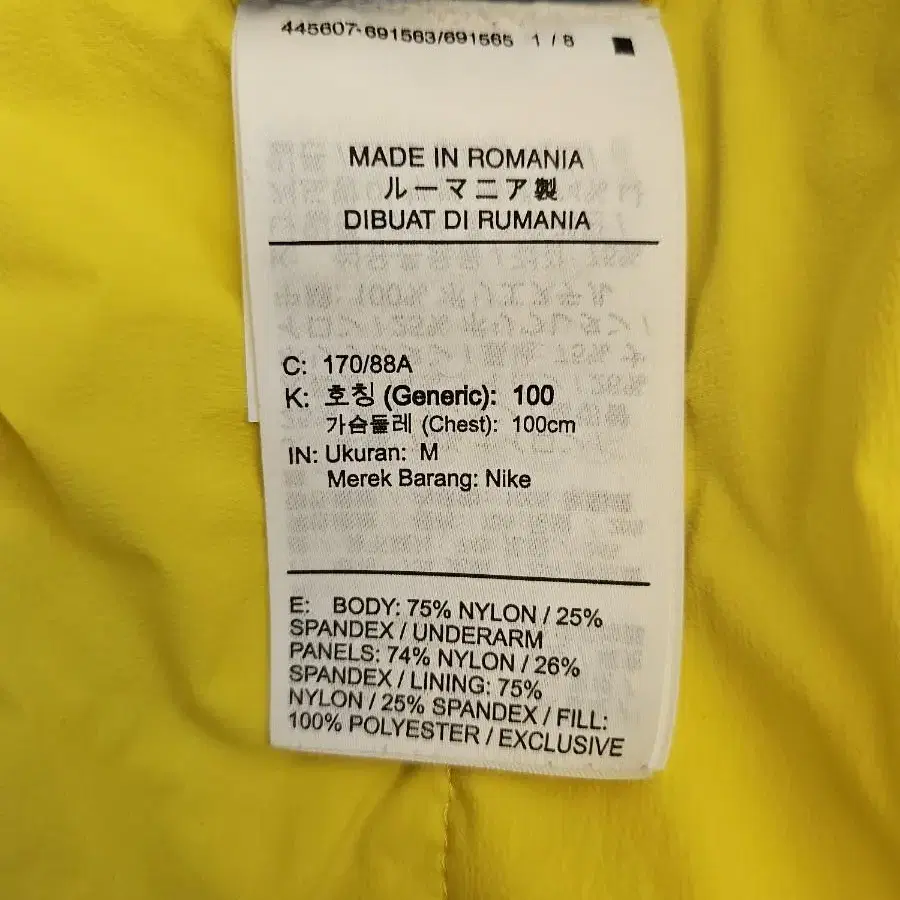 445607-691563/691565 1 / 8
MADE IN ROMANIA
ルーマニア製
DIBUAT DI RUMANIA
C: 170/88A
K: 호칭 (Generic): 100
가슴둘레 (Chest): 100cm
IN: Ukuran: M
Merek Barang: Nike
E: BODY: 75% NYLON / 25%
SPANDEX / UNDERARM
PANELS: 74% NYLON / 26%
SPANDEX / LINING: 75%
NYLON / 25% SPANDEX / FILL:
100% POLYESTER / EXCLUSIVE